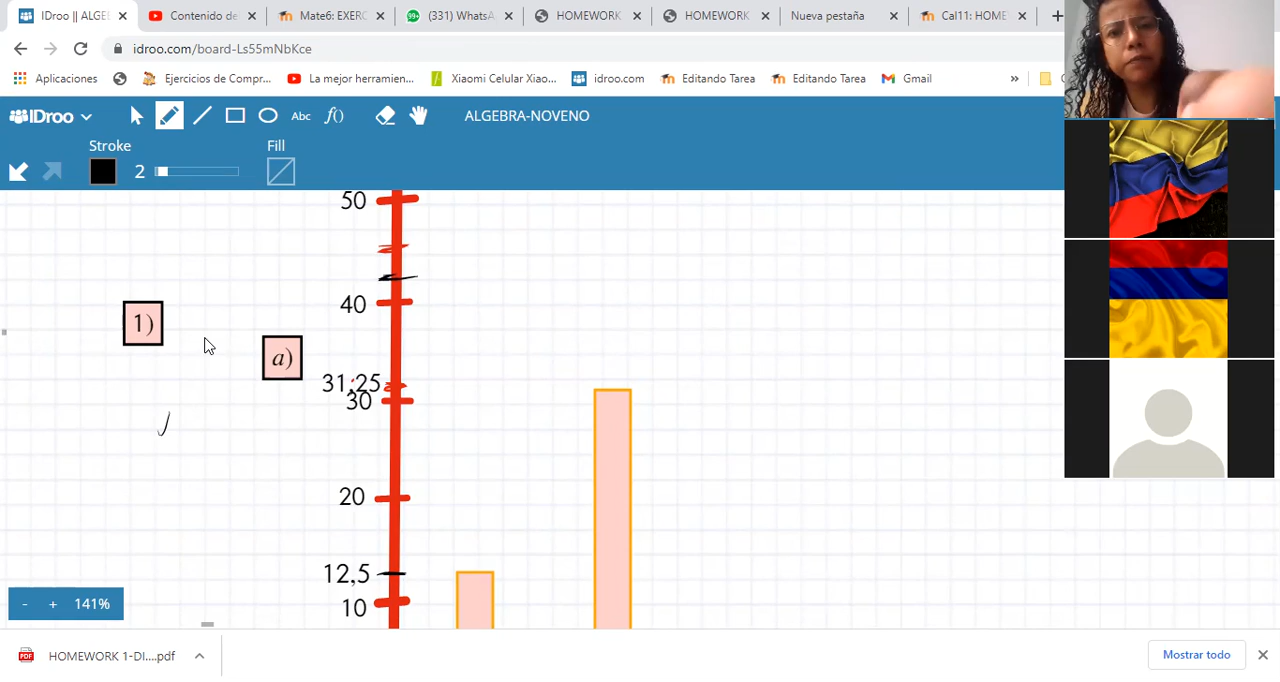 IDroo || ALGE
Contenido de
Mate6: EXERC
99+
(331) WhatsA
HOMEWORK
HOMEWORK
Nueva pestaña
Cal11: HOME
idroo.com/board-Ls55mNbKce
Aplicaciones
Ejercicios de Compr...
La mejor herramien...
Xiaomi Celular Xiao...
idroo.com
Editando Tarea
Editando Tarea
Gmail
»
IDroo
Abc
f()
ALGEBRA-NOVENO
Stroke
Fill
2
50
40
1)
a)
31,25
30
20
12,5
10
- + 141%
HOMEWORK 1-DI....pdf
Mostrar todo